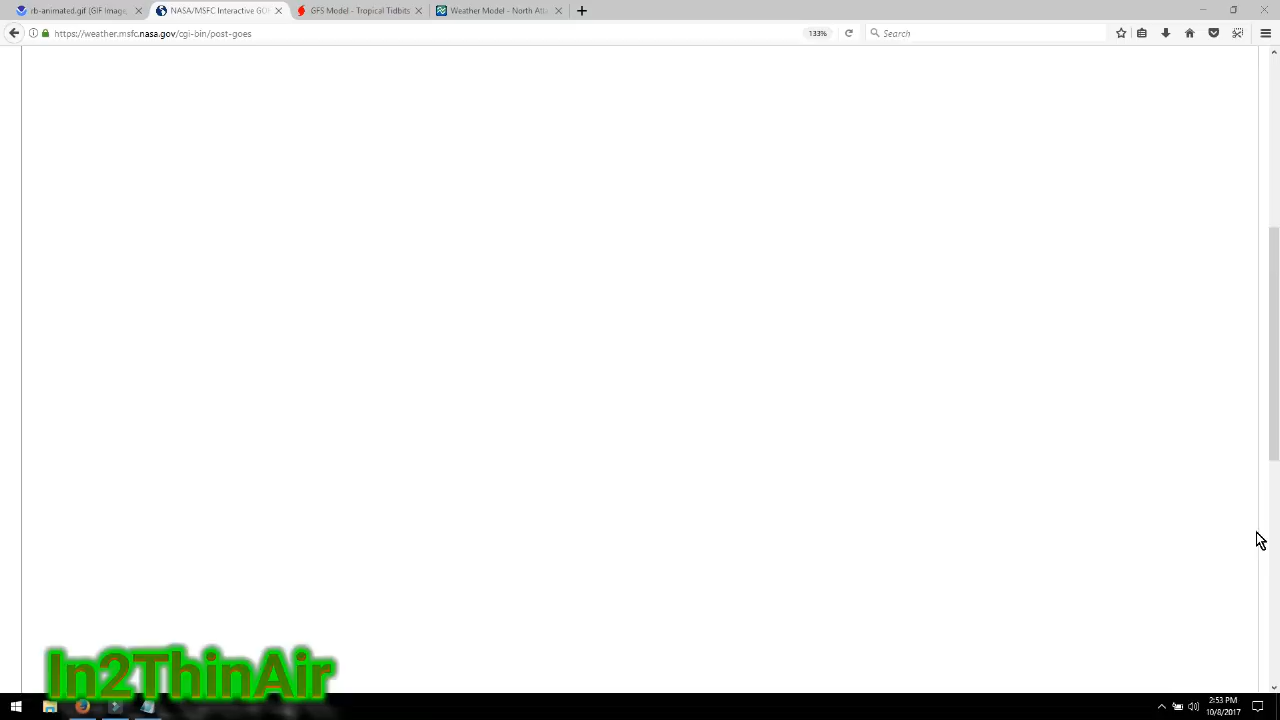 rb-animated.gif (GIF Image,
NASA/MSFC Interactive GO
GFS Model - Tropical Tidbits
Weather Model - North Atla
https://weather.msfc.nasa.gov/cgi-bin/post-goes
133%
Search
In2ThinAir
2:53 PM
10/8/2017